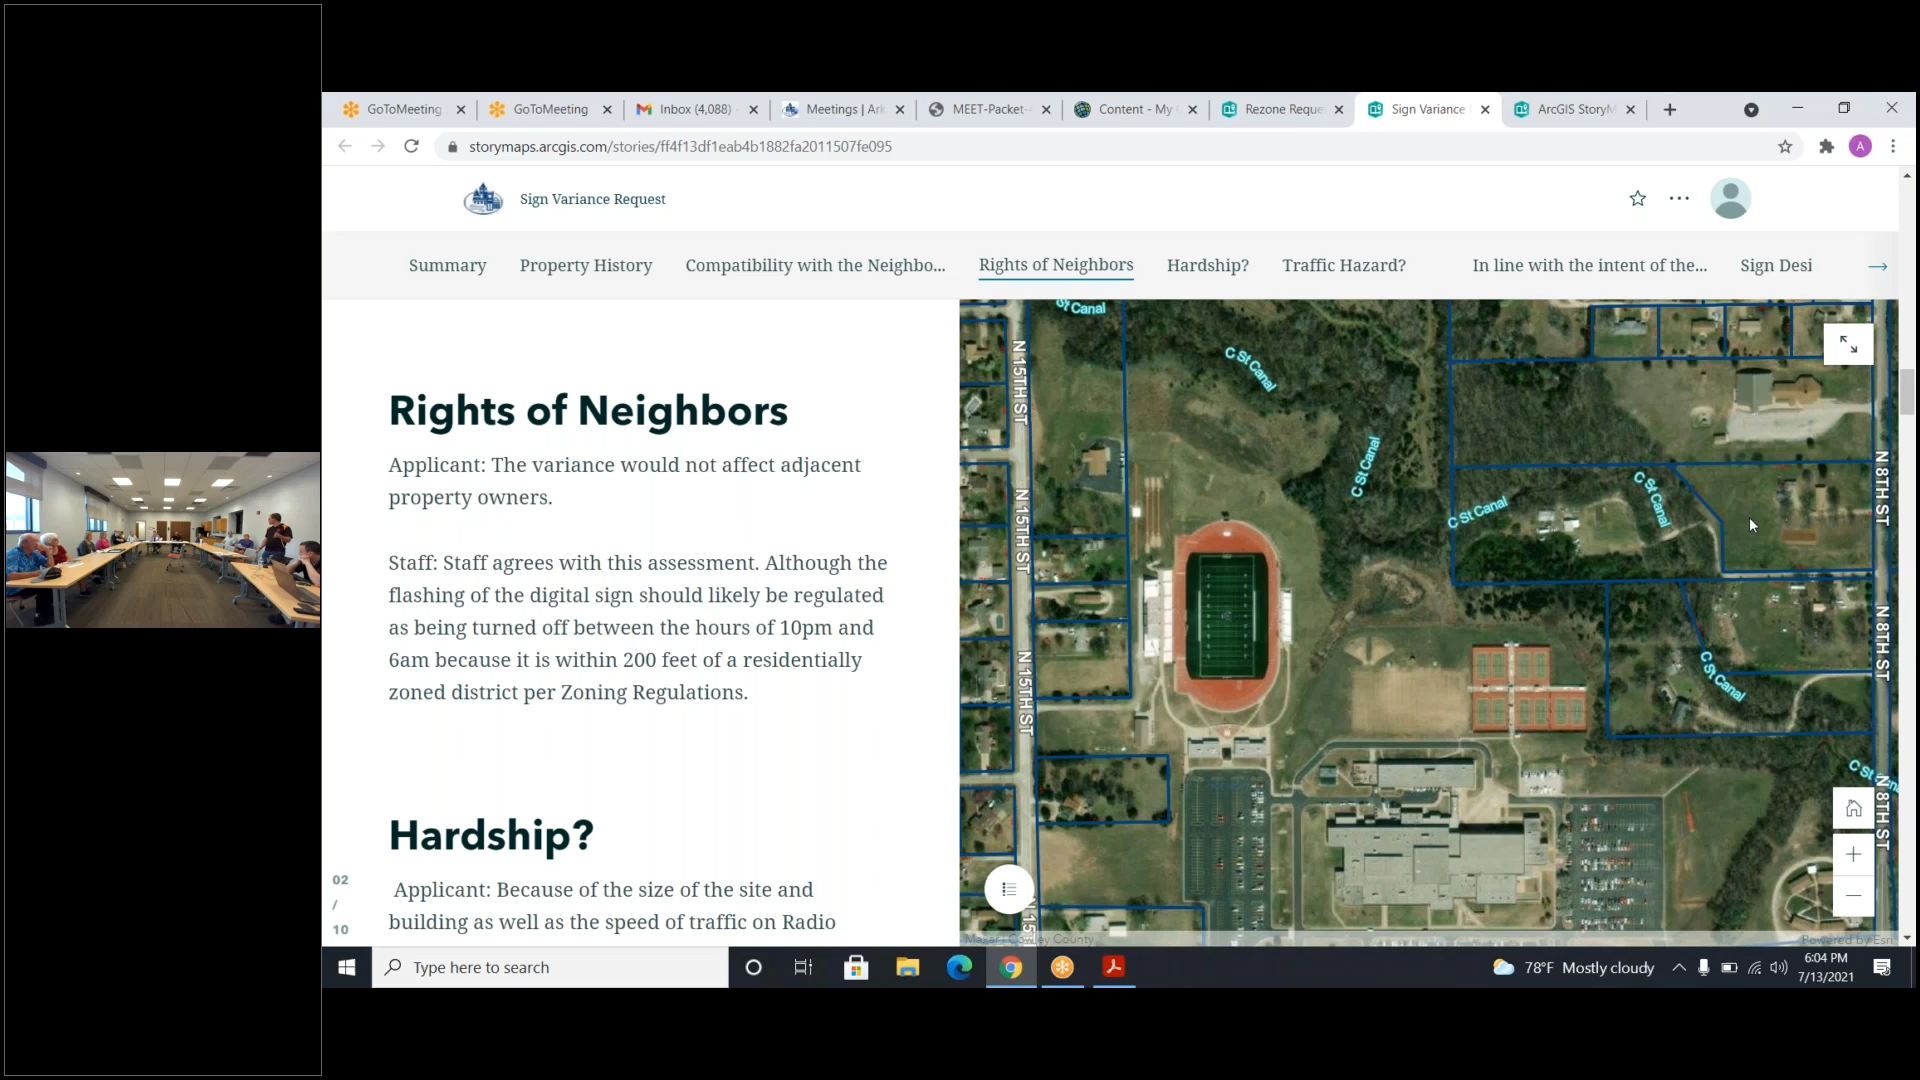 GoToMeeting
GoToMeeting
Inbox (4,088)
Meetings | Ark
MEET-Packet-
Content - My
Rezone Reque
Sign Variance
ArcGIS StoryM
storymaps.arcgis.com/stories/ff4f13df1eab4b1882fa2011507fe095
A
Sign Variance Request
Summary
Property History
Compatibility with the Neighbo...
Rights of Neighbors
Hardship?
Traffic Hazard?
In line with the intent of the...
Sign Desi
Rights of Neighbors
Applicant: The variance would not affect adjacent
property owners.
Staff: Staff agrees with this assessment. Although the
flashing of the digital sign should likely be regulated
as being turned off between the hours of 10pm and
6am because it is within 200 feet of a residentially
zoned district per Zoning Regulations.
Hardship?
Applicant: Because of the size of the site and
building as well as the speed of traffic on Radio
02
/
10
St Canal
C St Canal
C St Canal
C St Canal
C St Canal
C St Canal
C St
N 15TH ST
N 15TH ST
N 15TH ST
N 8TH ST
N 8TH ST
N 8TH ST
Maxar | Cowley County
Powered by Esri
Type here to search
78°F Mostly cloudy
6:04 PM
7/13/2021